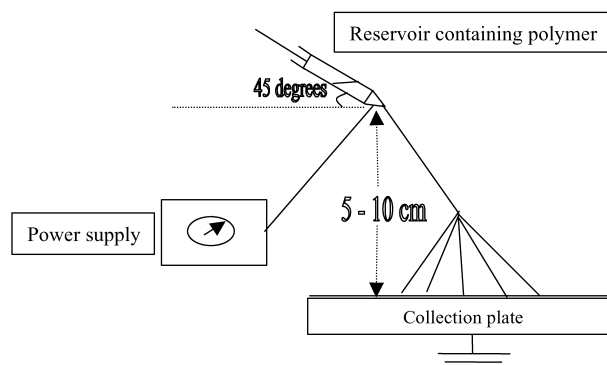 Reservoir containing polymer
45 degrees
5 - 10 cm
Power supply
Collection plate